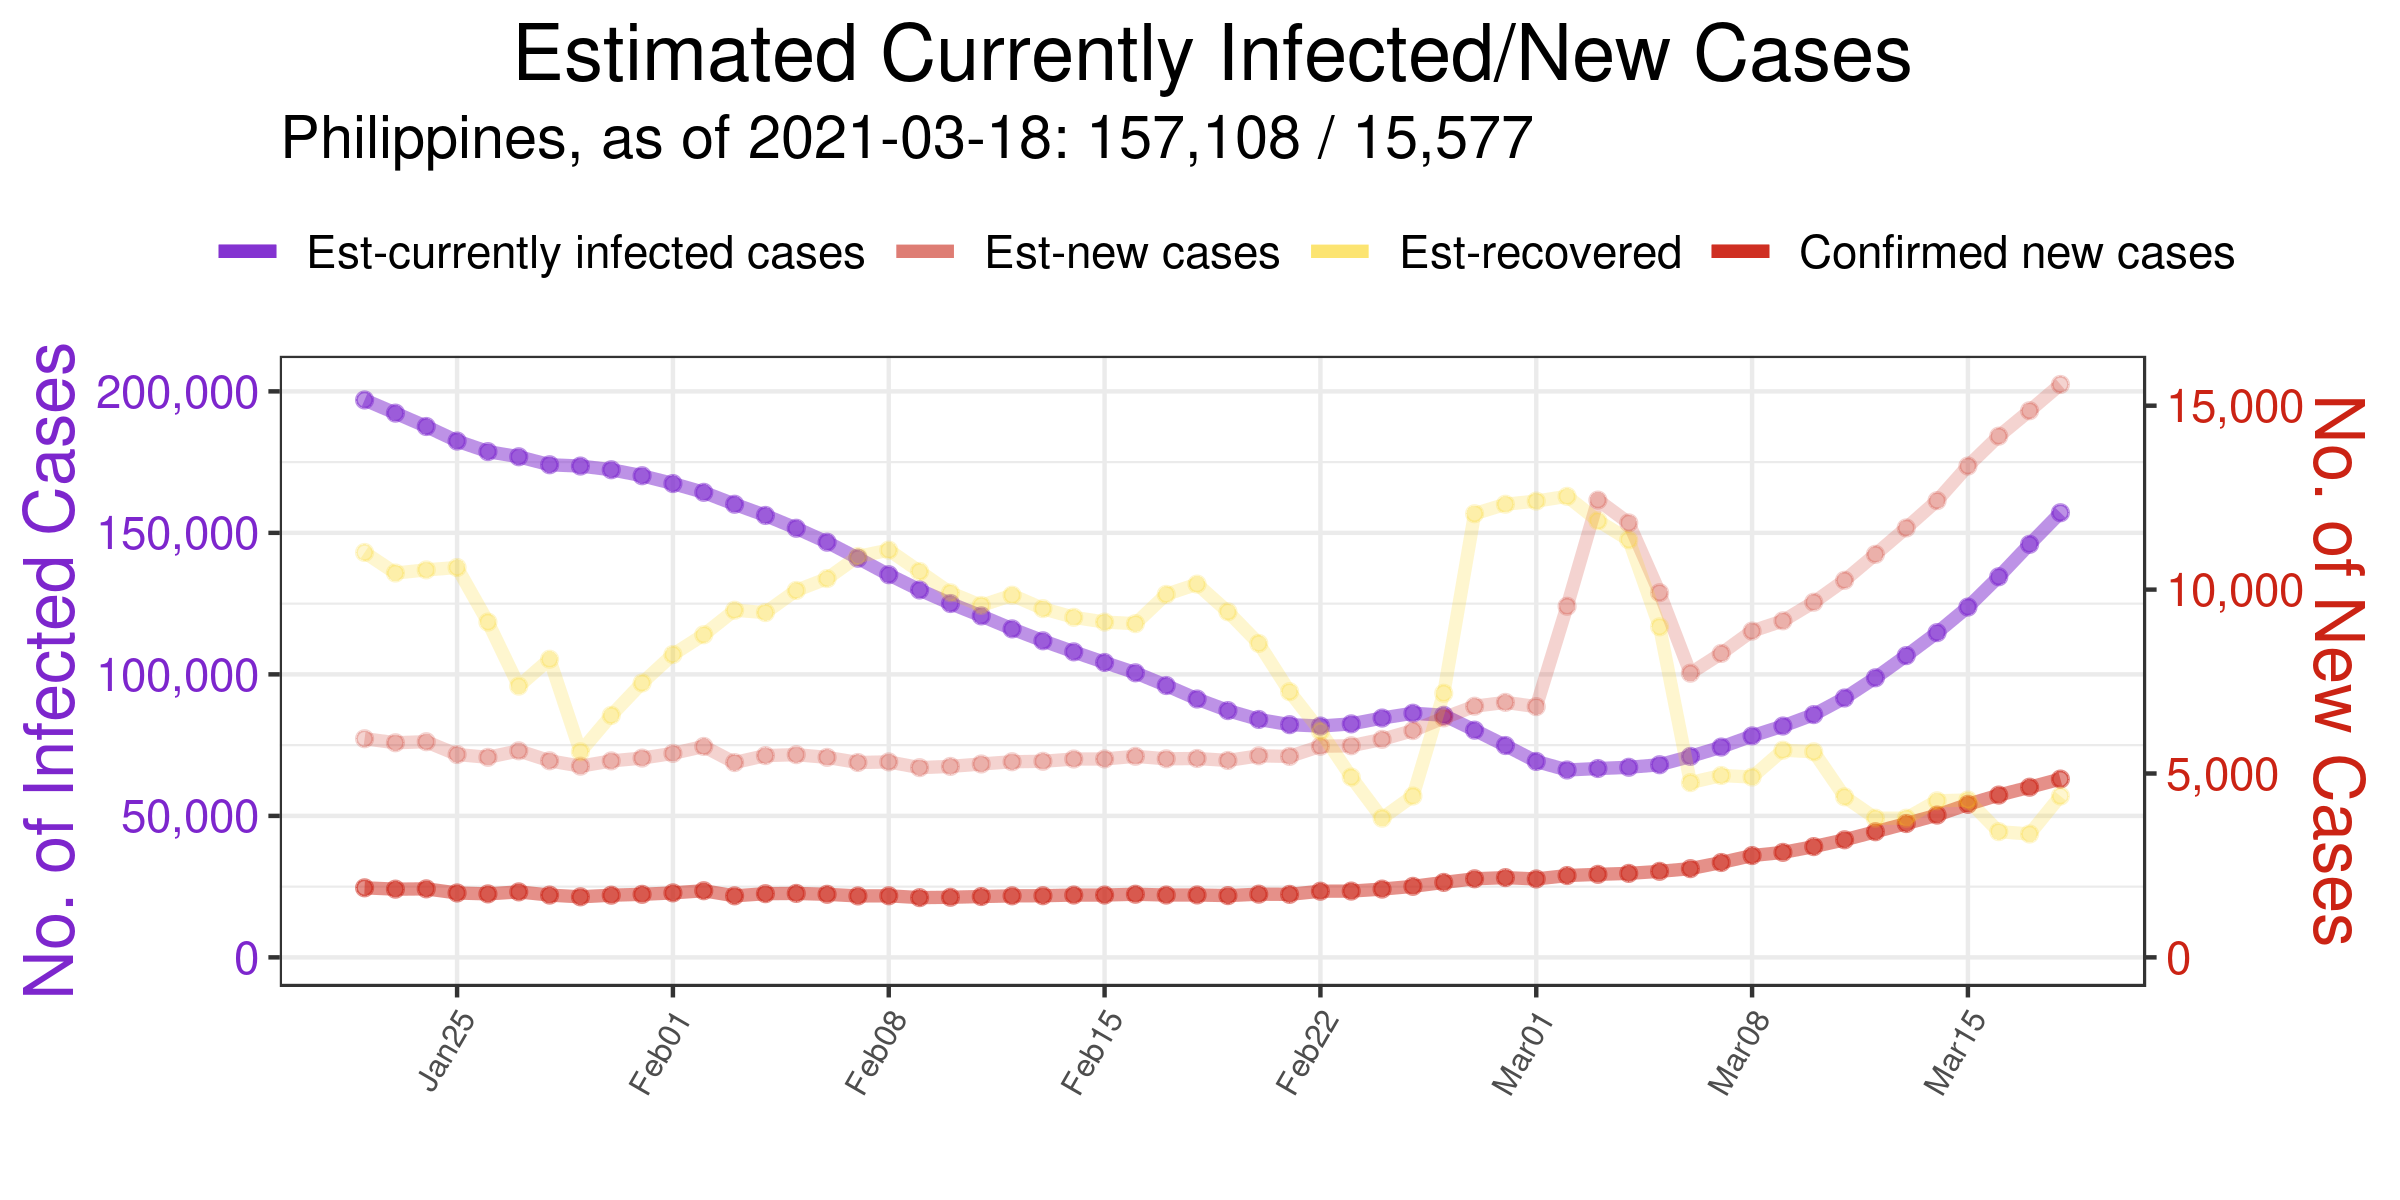 Estimated Currently Infected/New Cases
Philippines, as of 2021-03-18: 157,108 / 15,577
Est-currently infected cases Est-new cases Est-recovered Confirmed new cases
No. of Infected Cases
200,000
150,000
100,000
50,000
0
15,000
10,000
5,000
0
No. of New Cases
Jan25 Feb01 Feb08 Feb15 Feb22 Mar01 Mar08 Mar15